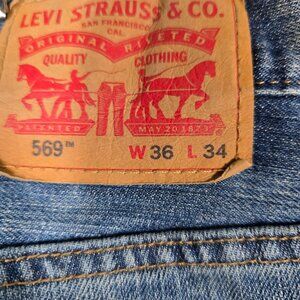 LEVI STRAUSS & CO.
SAN FRANCISCO
CAL.
ORIGINAL RIVETED
QUALITY CLOTHING
PATENTED MAY 20 1873
569™ W 36 L 34